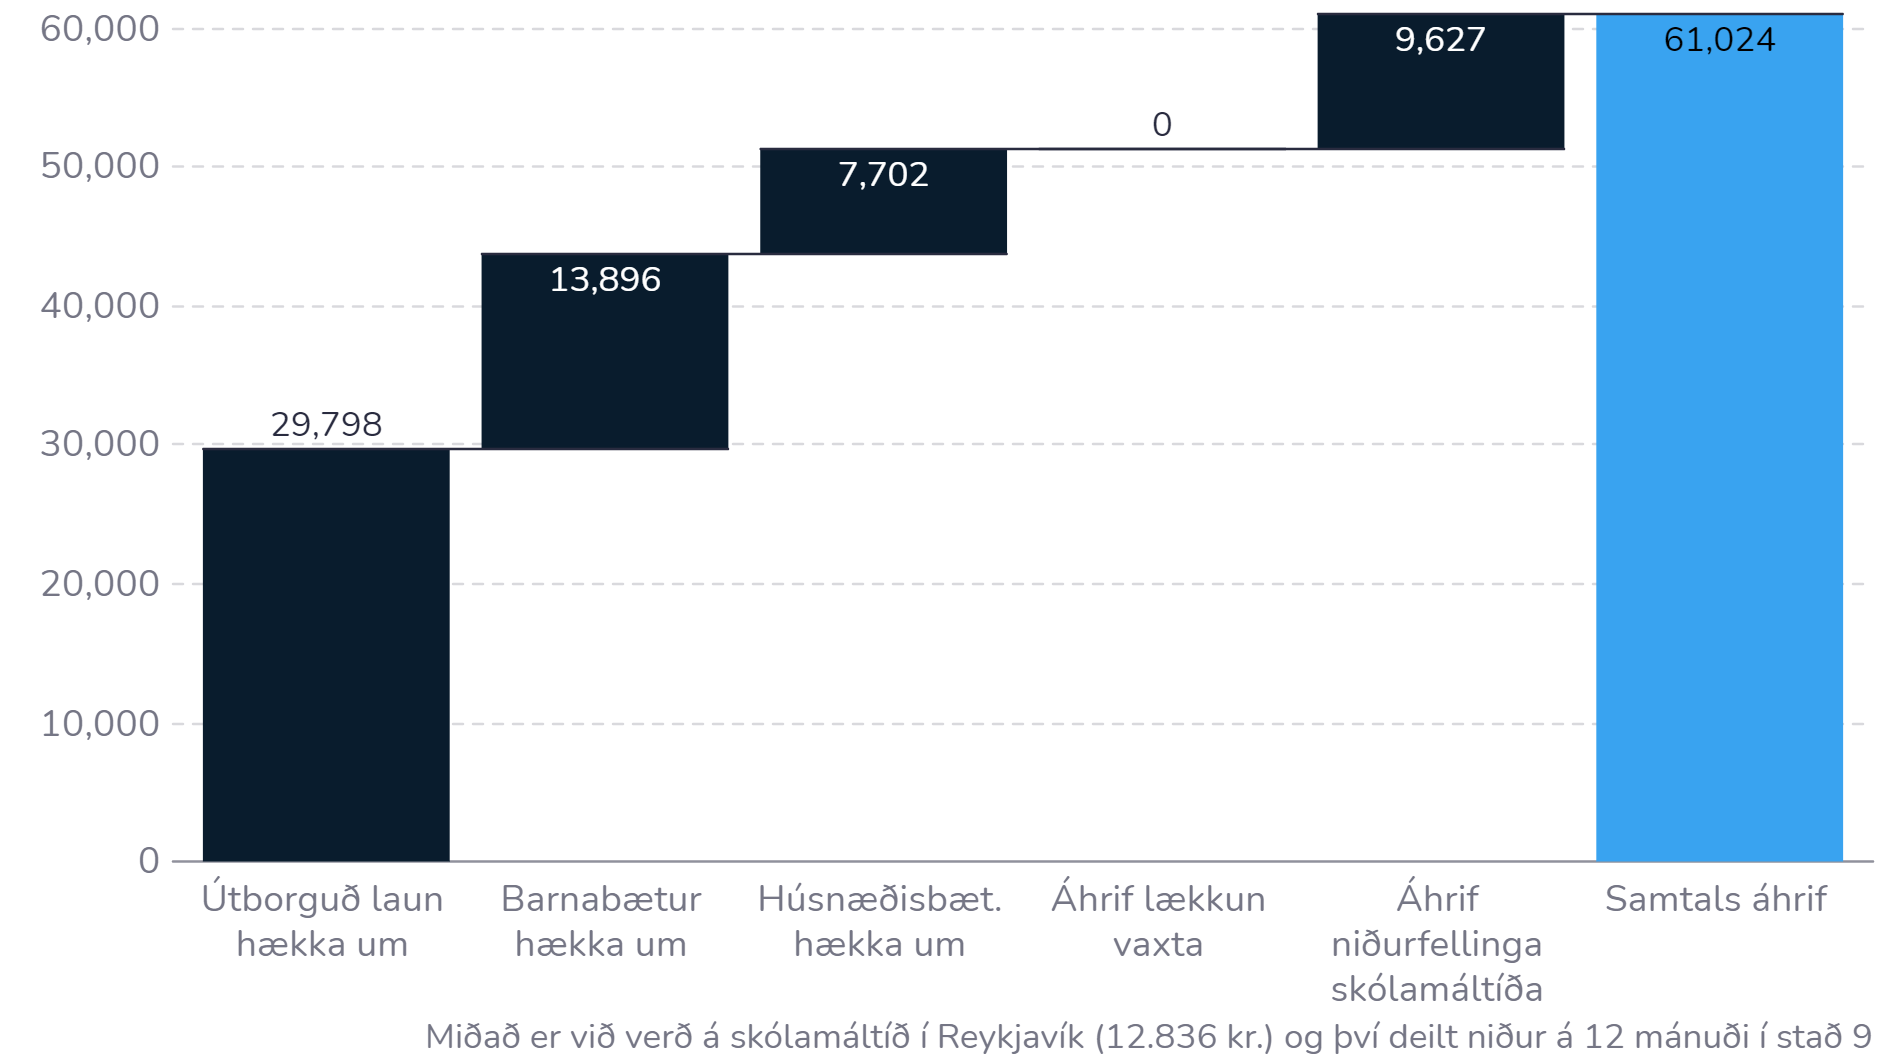 60,000
50,000
40,000
30,000
20,000
10,000
0
29,798
13,896
7,702
0
9,627
61,024
Útborguð laun
hækka um
Barnabætur
hækka um
Húsnæðisbæt.
hækka um
Áhrif lækkun
vaxta
Áhrif
niðurfellinga
skólamáltíða
Samtals áhrif
Miðað er við verð á skólamáltíð í Reykjavík (12.836 kr.) og því deilt niður á 12 mánuði í stað 9